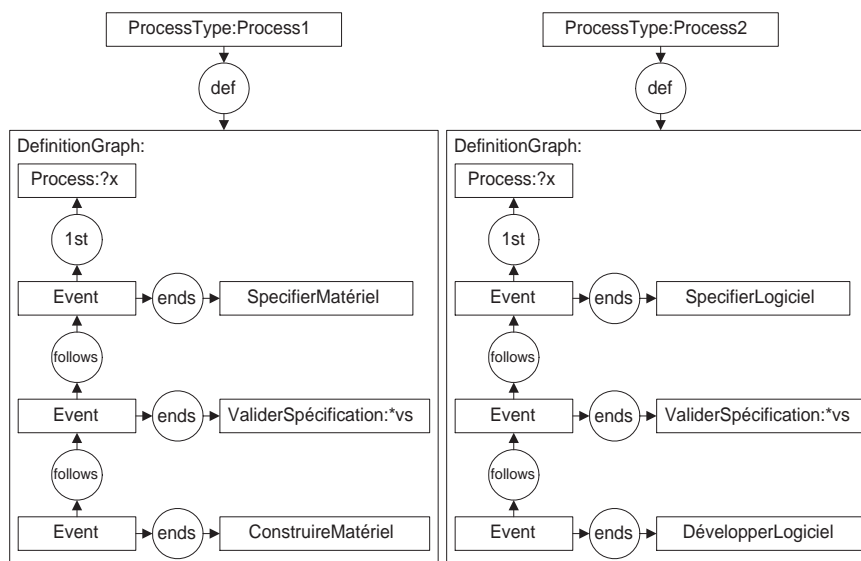 ProcessType:Process1
def
DefinitionGraph:
Process:?x
1st
Event
ends
SpecifierMatériel
follows
Event
ends
ValiderSpécification:*vs
follows
Event
ends
ConstruireMatériel
ProcessType:Process2
def
DefinitionGraph:
Process:?x
1st
Event
ends
SpecifierLogiciel
follows
Event
ends
ValiderSpécification:*vs
follows
Event
ends
DévelopperLogiciel